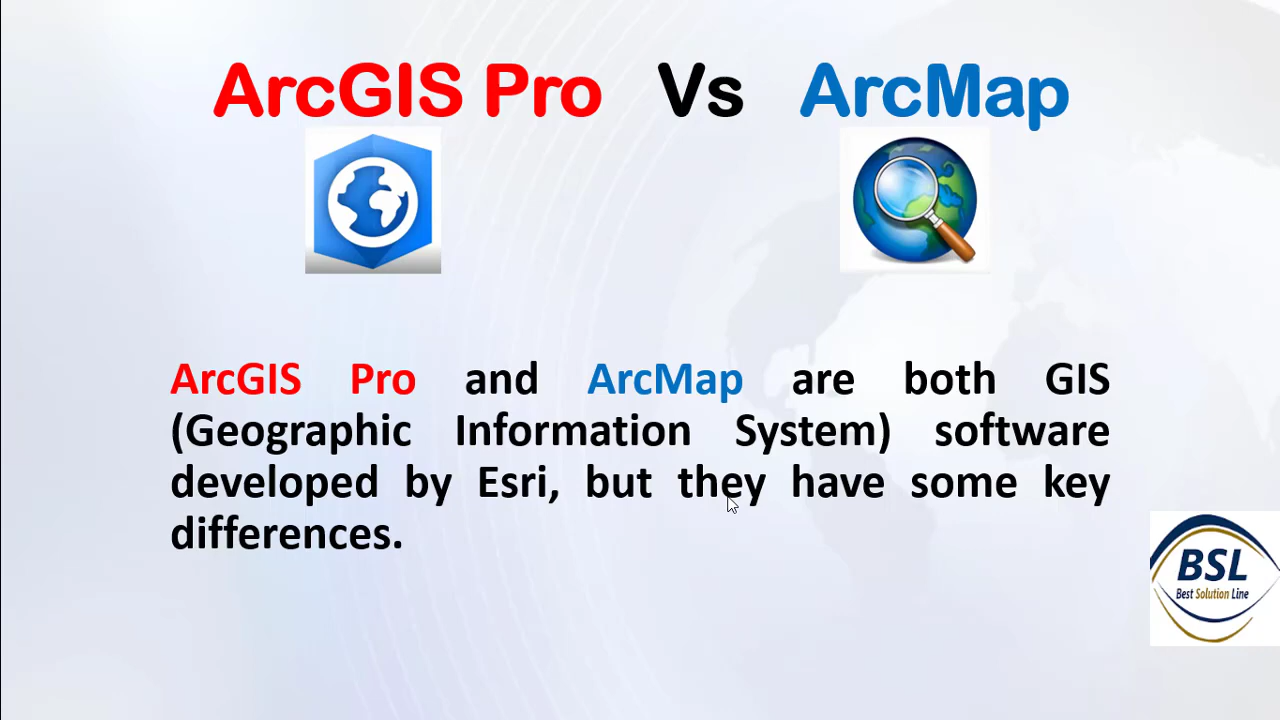 ArcGIS Pro Vs ArcMap
ArcGIS Pro and ArcMap are both GIS
(Geographic Information System) software
developed by Esri, but they have some key
differences.
BSL
Best Solution Line